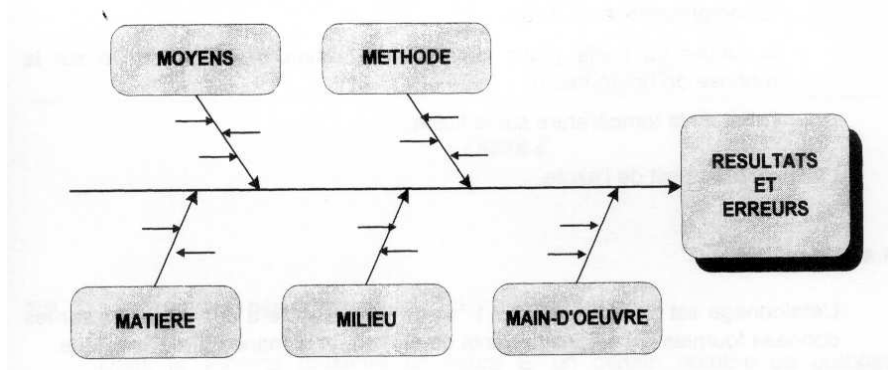 MOYENS
METHODE
RESULTATS
ET
ERREURS
MATIERE
MILIEU
MAIN-D'OEUVRE